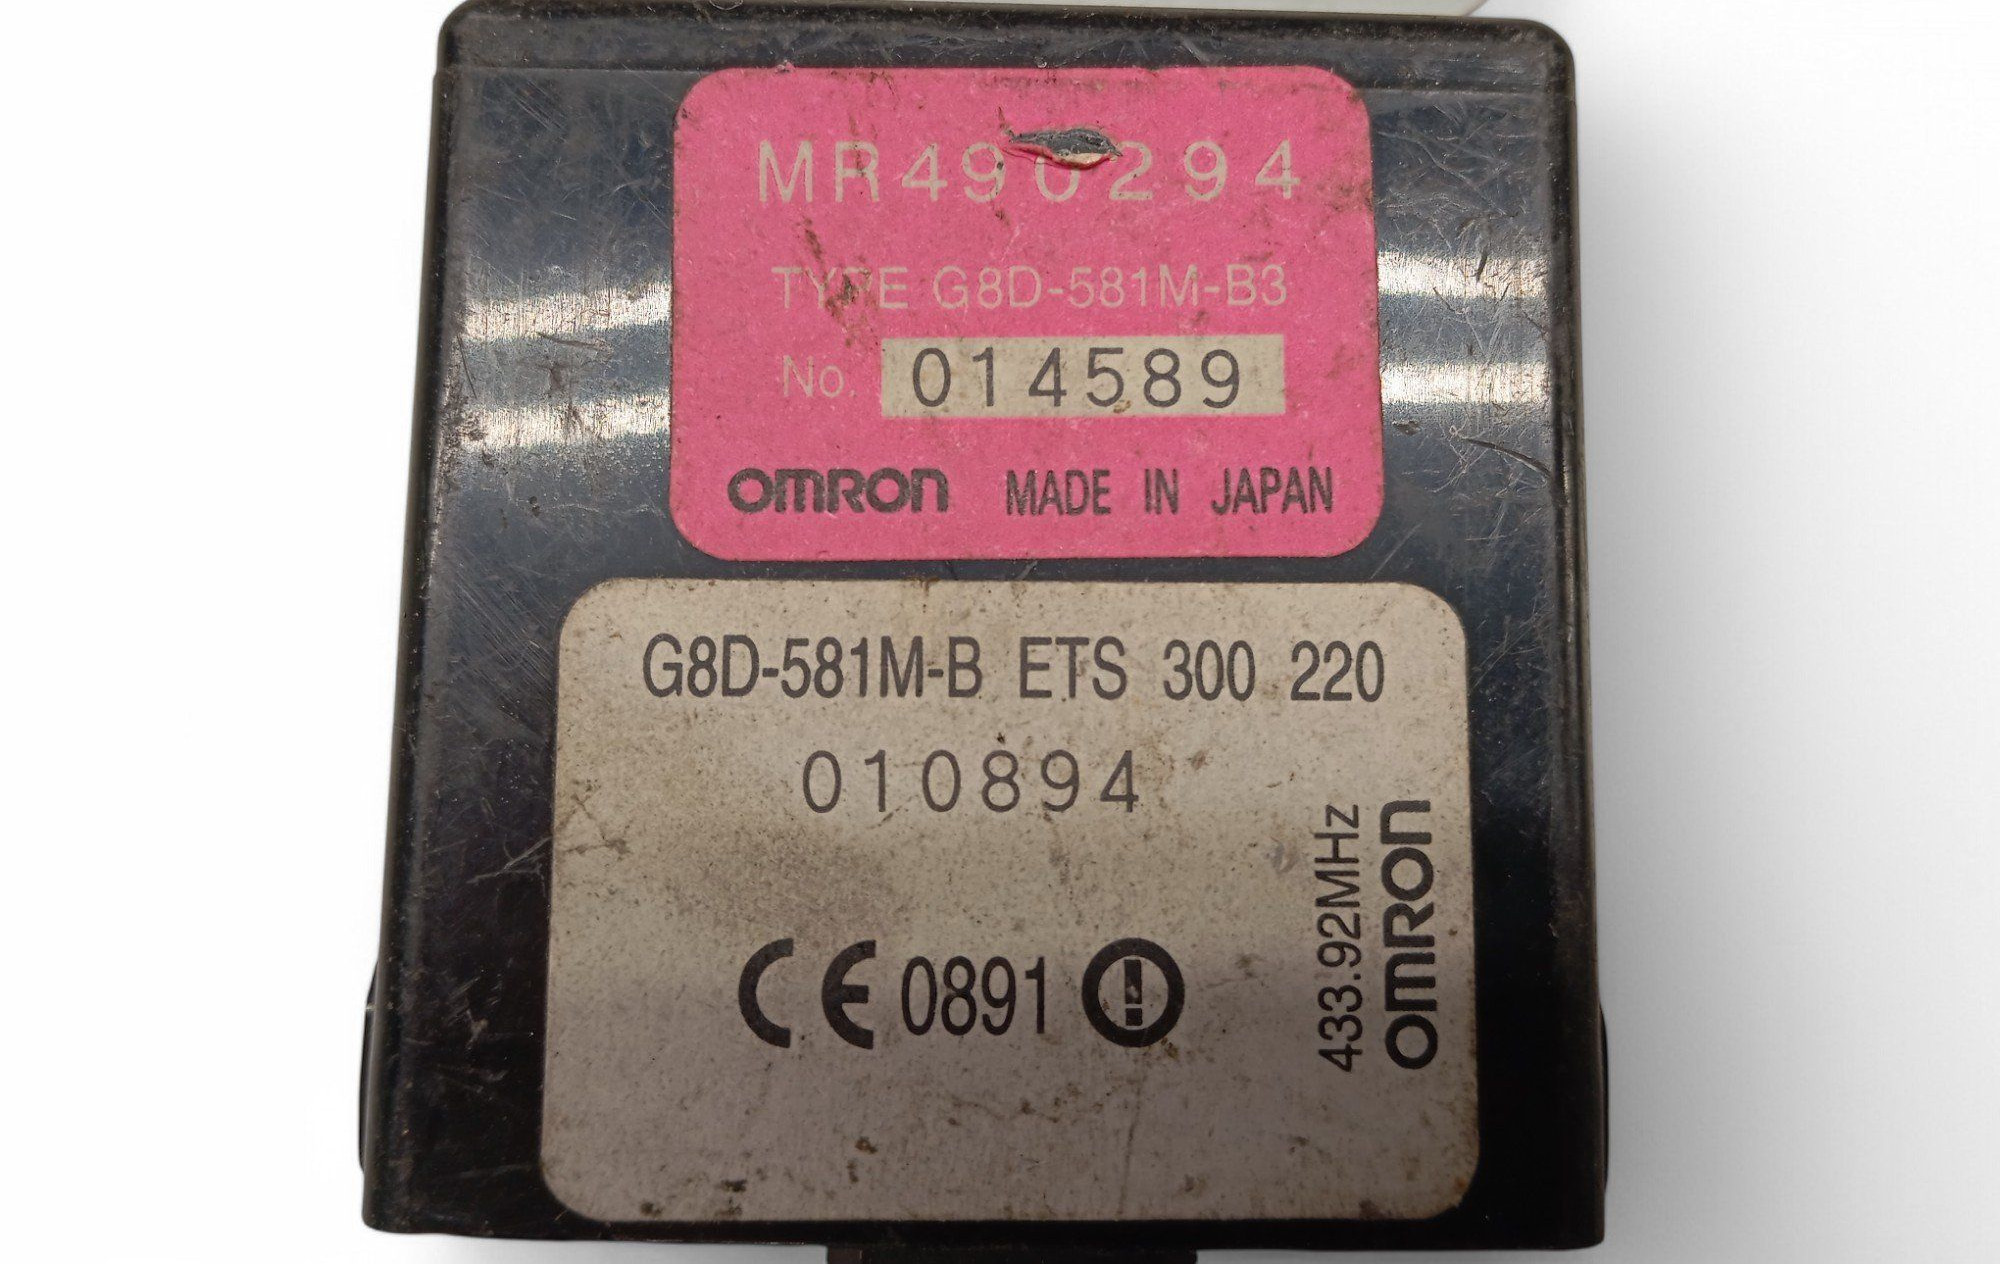 MR490294
TYPE G8D-581M-B3
No. 014589
OMRON MADE IN JAPAN
G8D-581M-B ETS 300 220
010894
CE 0891
433.92MHz
OMRON